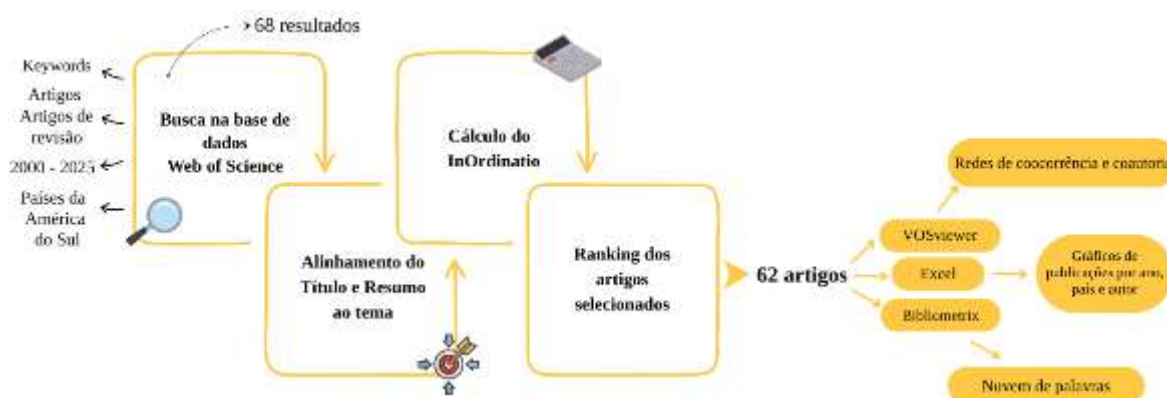 68 resultados
Keywords
Artigos
Artigos de
revisão
2000 - 2025
Países da
América
do Sul
Busca na base de
dados
Web of Science
Alinhamento do
Título e Resumo
ao tema
Cálculo do
InOrdinatio
Ranking dos
artigos
selecionados
62 artigos
Redes de coocorrência e coautoria
VOSviewer
Excel
Bibliometrix
Gráficos de
publicações por ano,
país e autor
Nuvem de palavras